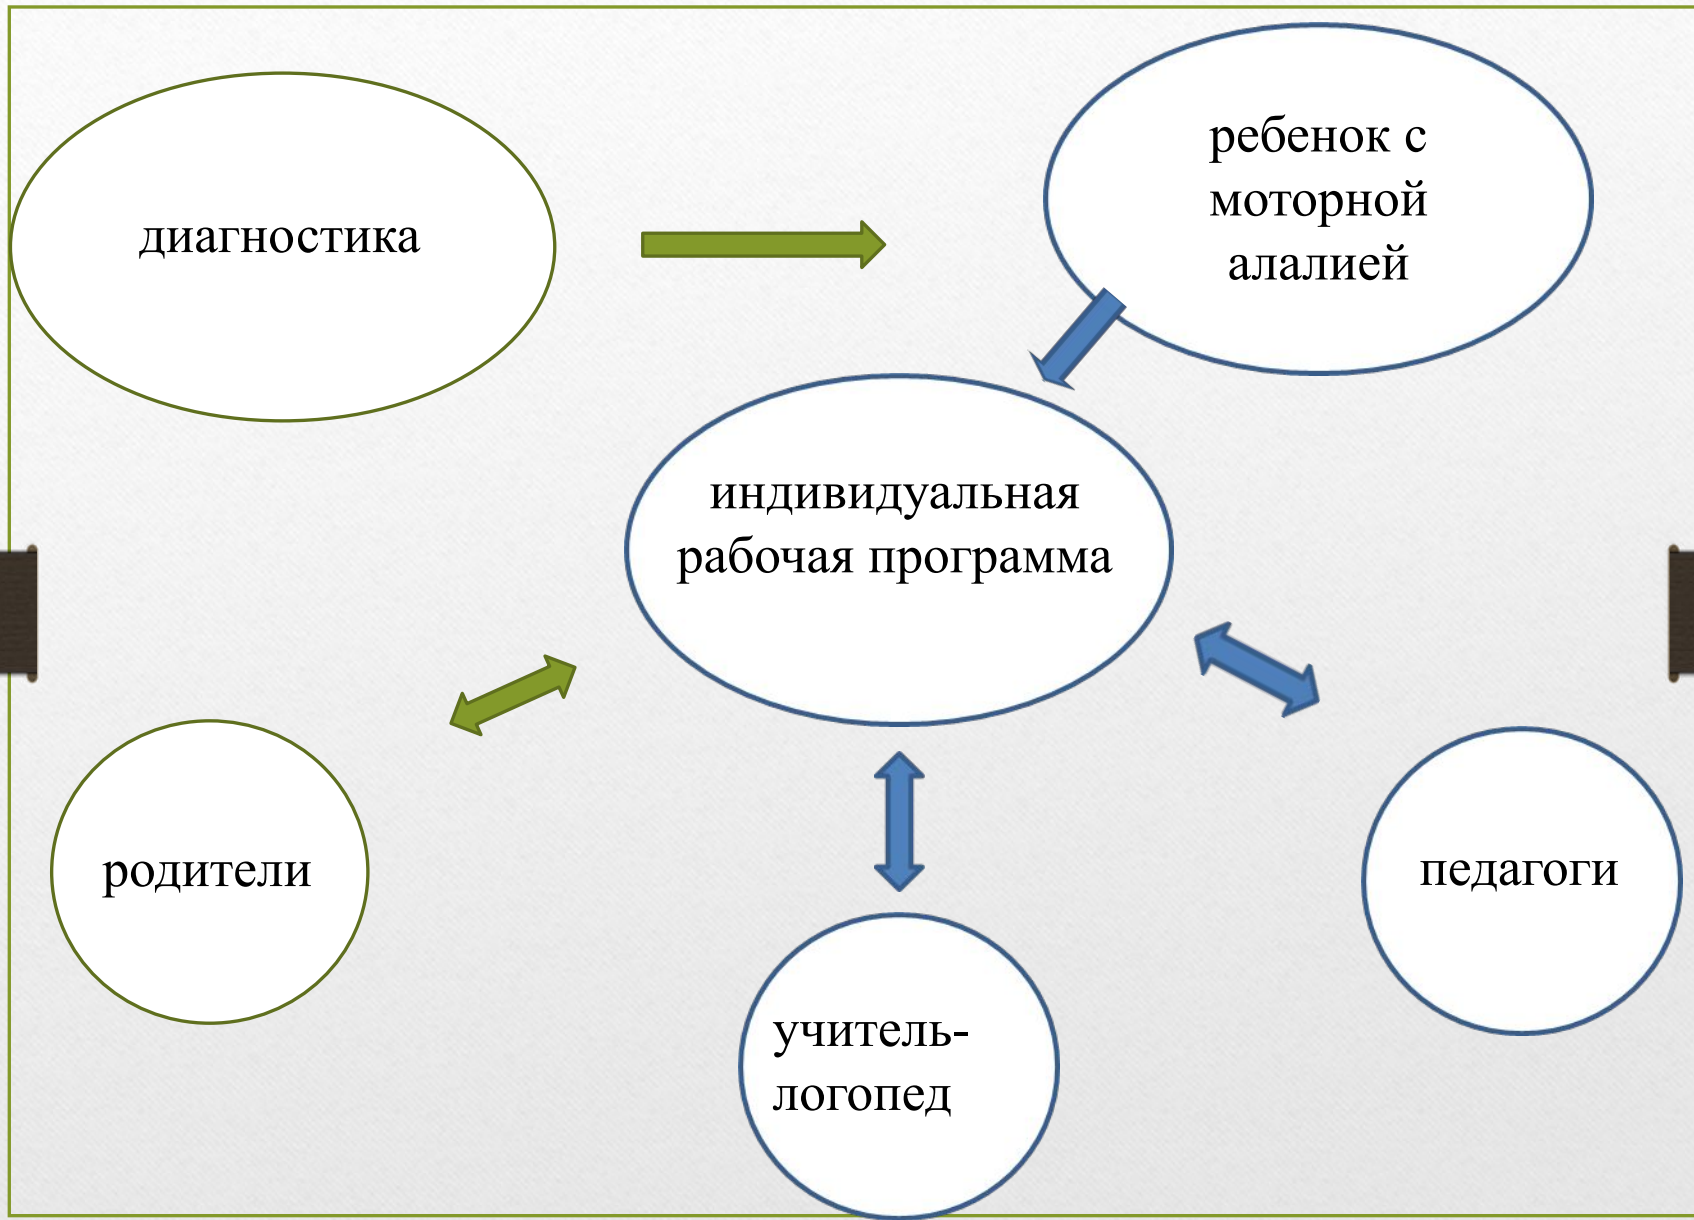 диагностика
ребенок с
моторной
алалией
индивидуальная
рабочая программа
родители
учитель-
логопед
педагоги